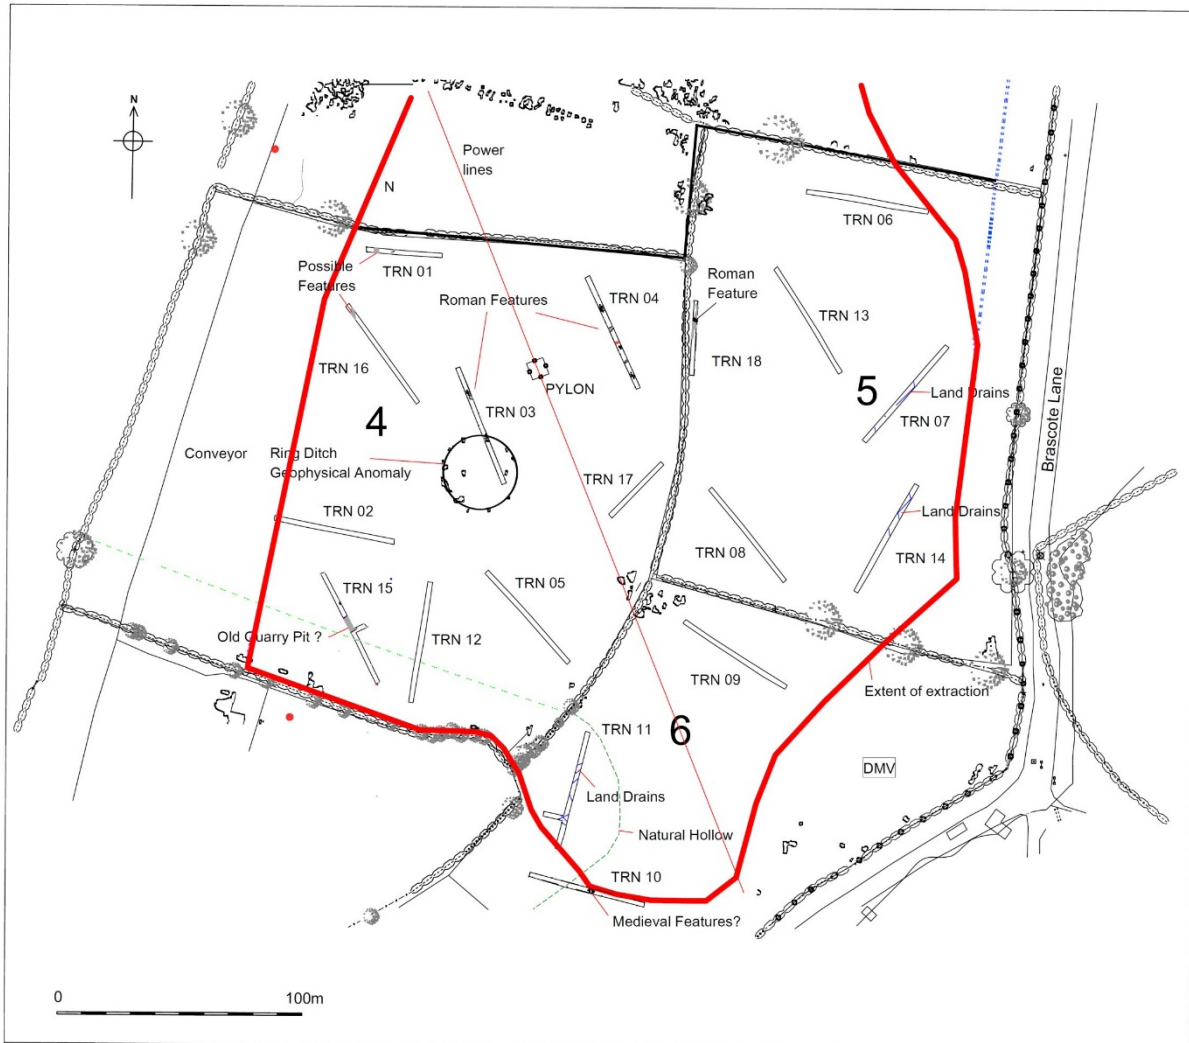 N
Power
lines
N
TRN 06
Possible
Features
TRN 01
Roman Features
TRN 04
Roman
Feature
TRN 13
TRN 16
TRN 18
PYLON
TRN 03
4
5
Land Drains
TRN 07
Brascote Lane
Conveyor
Ring Ditch
Geophysical Anomaly
TRN 17
TRN 02
Land Drains
TRN 08
TRN 14
TRN 15
TRN 05
Old Quarry Pit ?
TRN 12
TRN 09
Extent of extraction
TRN 11
6
DMV
Land Drains
Natural Hollow
TRN 10
Medieval Features?
0
100m